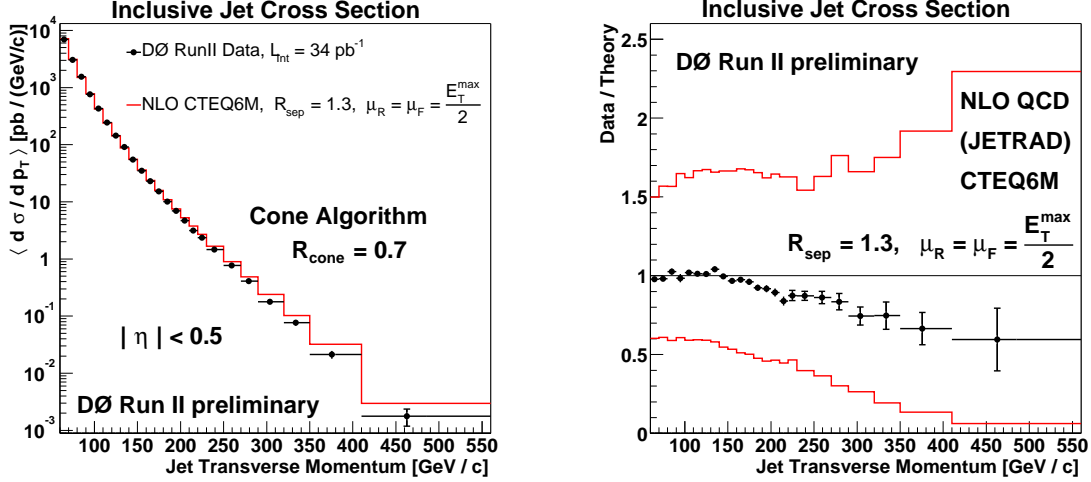 Inclusive Jet Cross Section
⟨ d σ / d p_T ⟩ [pb / (GeV/c)]
10^4
10^3
10^2
10
1
10^-1
10^-2
10^-3
DØ RunII Data, L_int = 34 pb^-1
NLO CTEQ6M, R_sep = 1.3, μ_R = μ_F = E_T^max / 2
Cone Algorithm
R_cone = 0.7
| η | < 0.5
DØ Run II preliminary
100 150 200 250 300 350 400 450 500 550
Jet Transverse Momentum [GeV / c]
Inclusive Jet Cross Section
Data / Theory
2.5
2
1.5
1
0.5
0
DØ Run II preliminary
NLO QCD
(JETRAD)
CTEQ6M
R_sep = 1.3, μ_R = μ_F = E_T^max / 2
100 150 200 250 300 350 400 450 500 550
Jet Transverse Momentum [GeV / c]